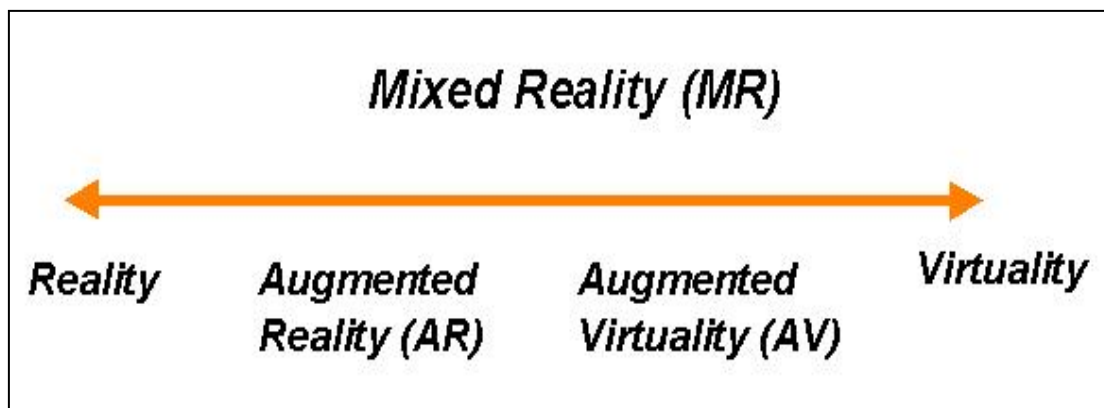 Mixed Reality (MR)
Reality
Augmented
Reality (AR)
Augmented
Virtuality (AV)
Virtuality